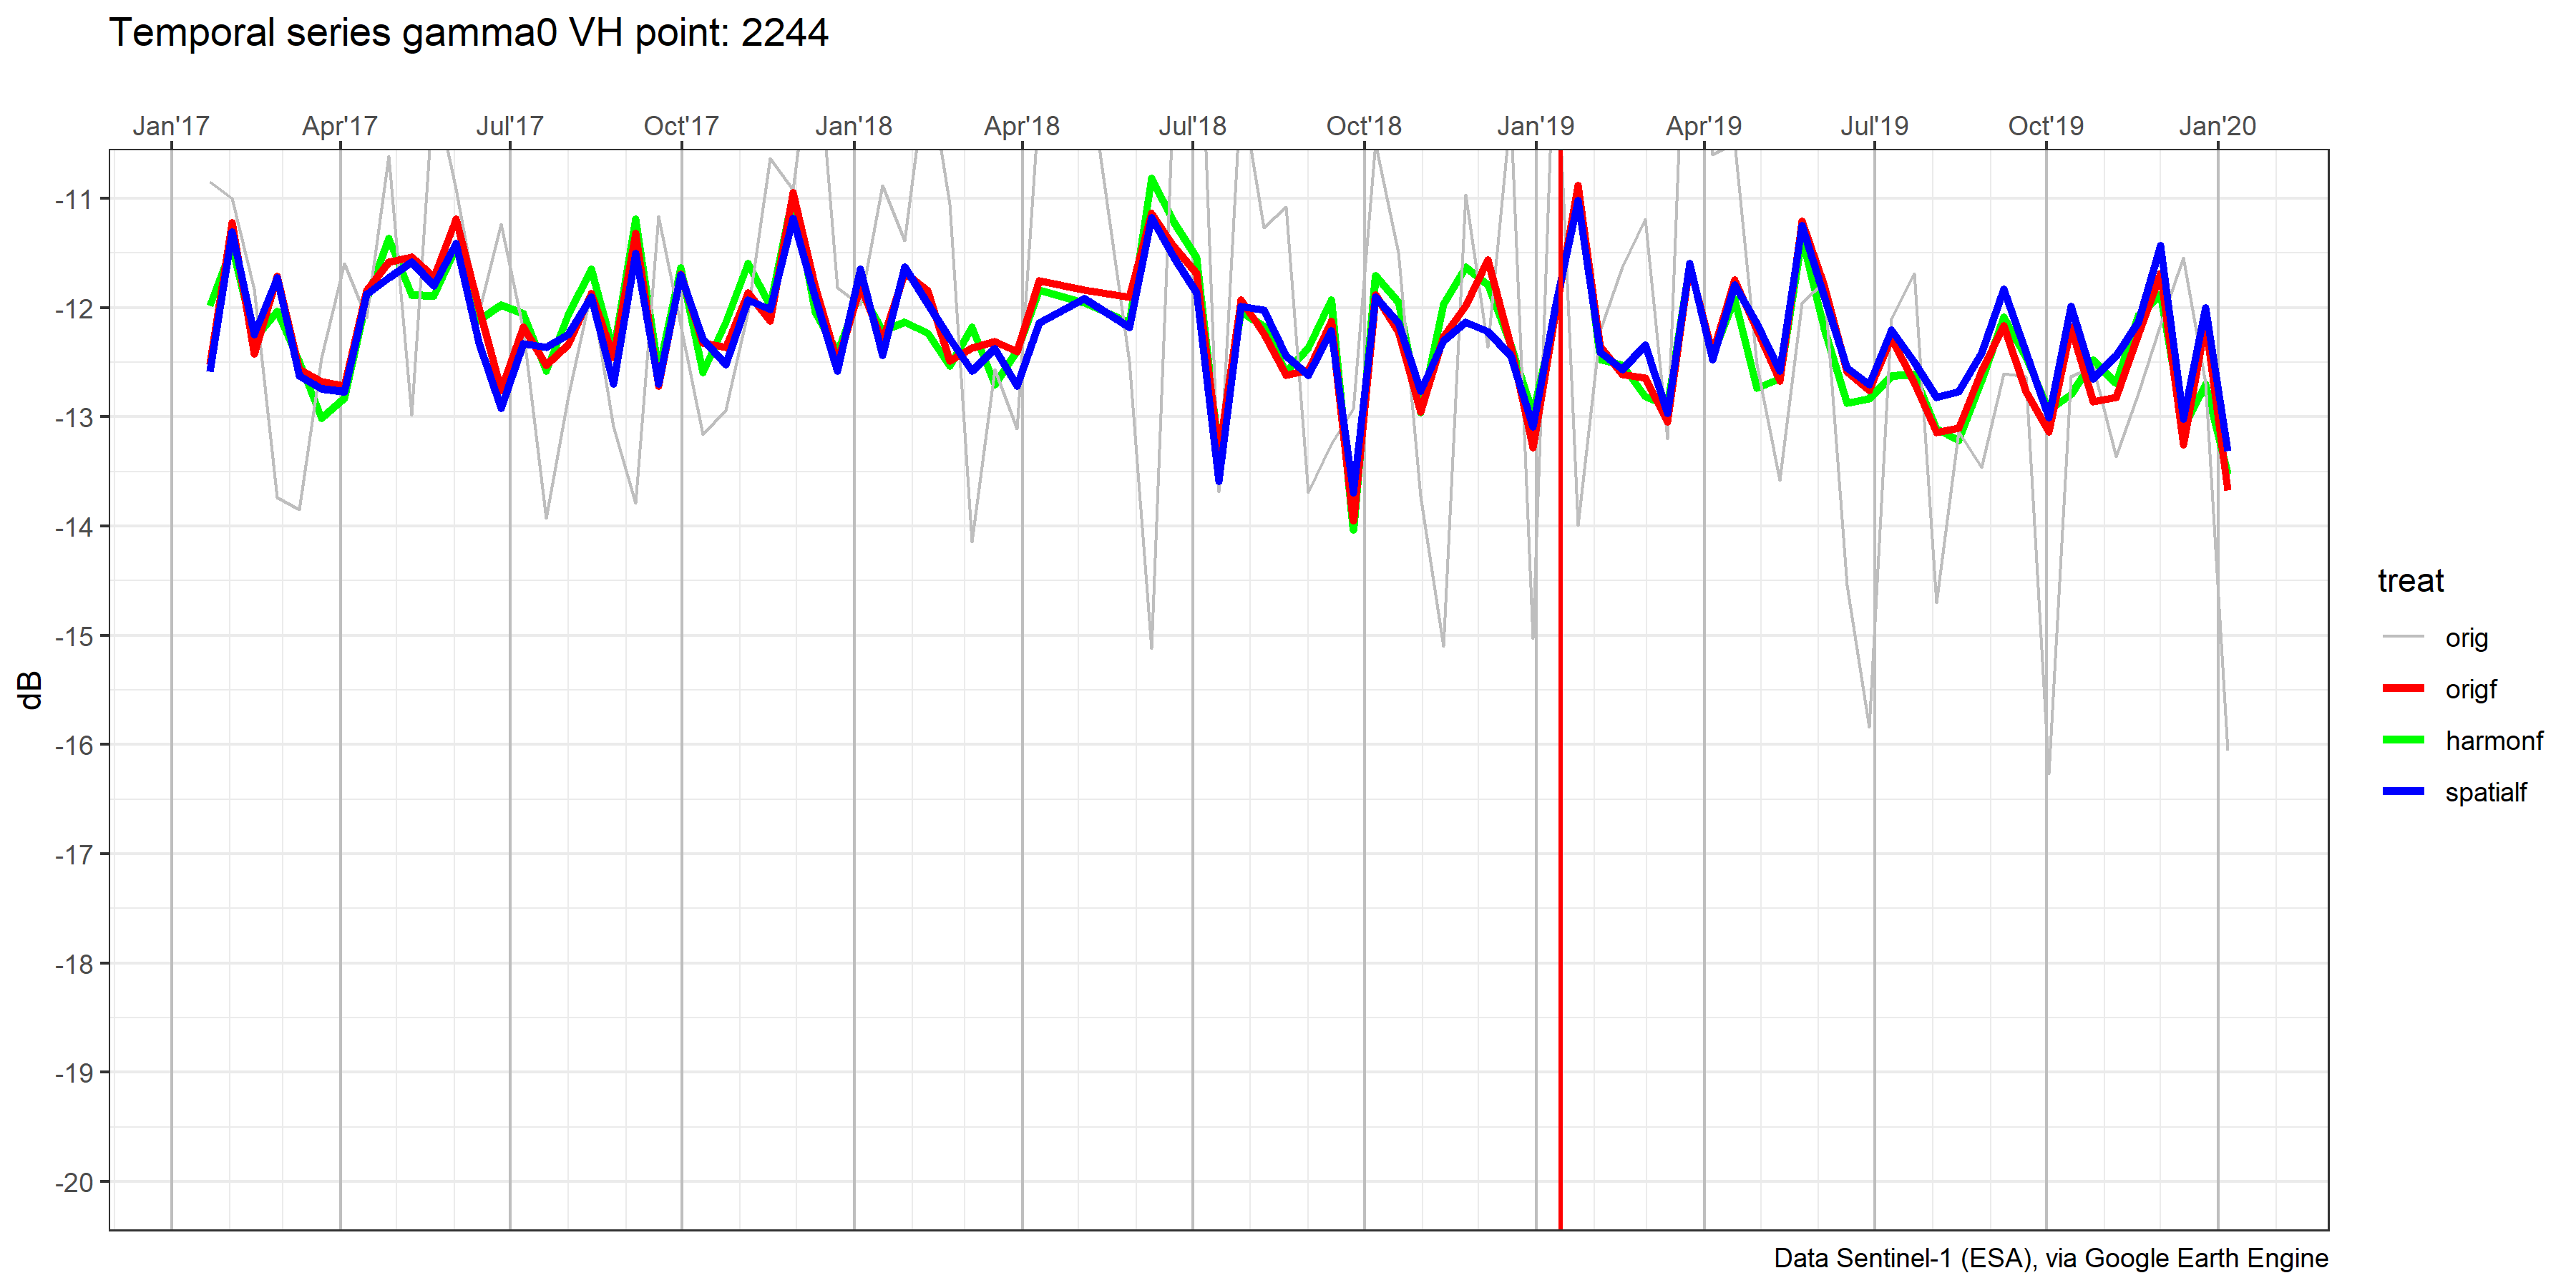 Temporal series gamma0 VH point: 2244
Jan'17 Apr'17 Jul'17 Oct'17 Jan'18 Apr'18 Jul'18 Oct'18 Jan'19 Apr'19 Jul'19 Oct'19 Jan'20
-11
-12
-13
-14
-15
-16
-17
-18
-19
-20
dB
treat
orig
origf
harmonf
spatialf
Data Sentinel-1 (ESA), via Google Earth Engine